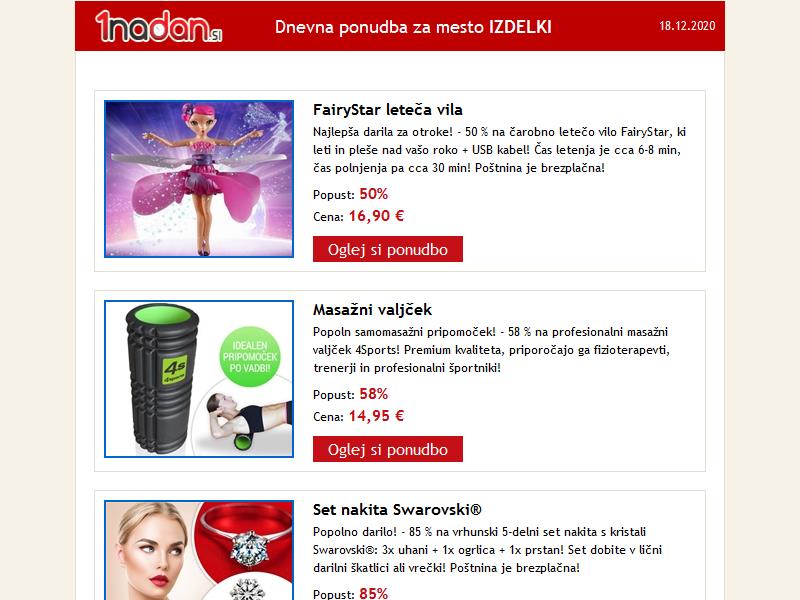 1nadan.si
Dnevna ponudba za mesto IZDELKI
18.12.2020
FairyStar leteča vila
Najlepša darila za otroke! - 50 % na čarobno letečo vilo FairyStar, ki
leti in pleše nad vašo roko + USB kabel! Čas letenja je cca 6-8 min,
čas polnjenja pa cca 30 min! Poštnina je brezplačna!
Popust: 50%
Cena: 16,90 €
Oglej si ponudbo
IDEALEN
PRIPOMOČEK
PO VADBI!
4s
4sports
Masažni valjček
Popoln samomasažni pripomoček! - 58 % na profesionalni masažni
valjček 4Sports! Premium kvaliteta, priporočajo ga fizioterapevti,
trenerji in profesionalni športniki!
Popust: 58%
Cena: 14,95 €
Oglej si ponudbo
Set nakita Swarovski®
Popolno darilo! - 85 % na vrhunski 5-delni set nakita s kristali
Swarovski®: 3x uhani + 1x ogrlica + 1x prstan! Set dobite v lični
darilni škatlici ali vrečki! Poštnina je brezplačna!
Popust: 85%